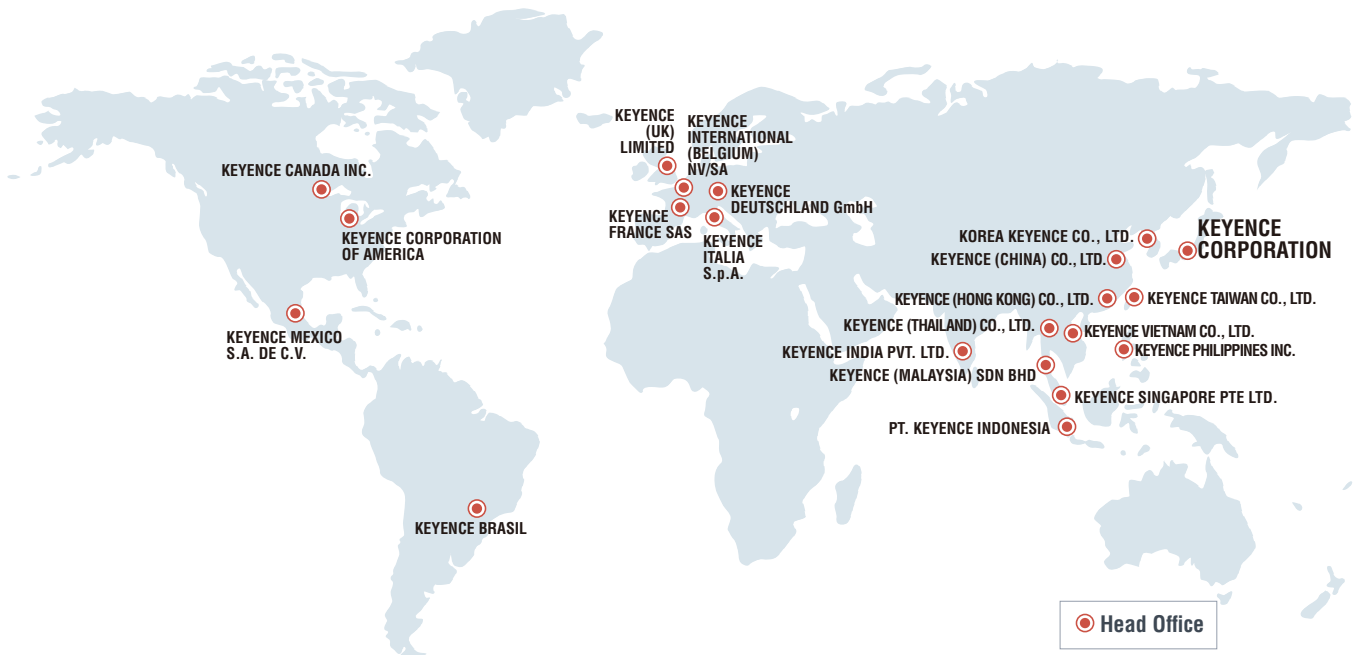 KEYENCE CANADA INC.
KEYENCE CORPORATION
OF AMERICA
KEYENCE MEXICO
S.A. DE C.V.
KEYENCE BRASIL
KEYENCE
(UK)
LIMITED
KEYENCE
INTERNATIONAL
(BELGIUM)
NV/SA
KEYENCE
DEUTSCHLAND GmbH
KEYENCE
FRANCE SAS
KEYENCE
ITALIA
S.p.A.
KOREA KEYENCE CO., LTD.
KEYENCE
CORPORATION
KEYENCE (CHINA) CO., LTD.
KEYENCE (HONG KONG) CO., LTD.
KEYENCE TAIWAN CO., LTD.
KEYENCE (THAILAND) CO., LTD.
KEYENCE VIETNAM CO., LTD.
KEYENCE INDIA PVT. LTD.
KEYENCE PHILIPPINES INC.
KEYENCE (MALAYSIA) SDN BHD
KEYENCE SINGAPORE PTE LTD.
PT. KEYENCE INDONESIA
Head Office